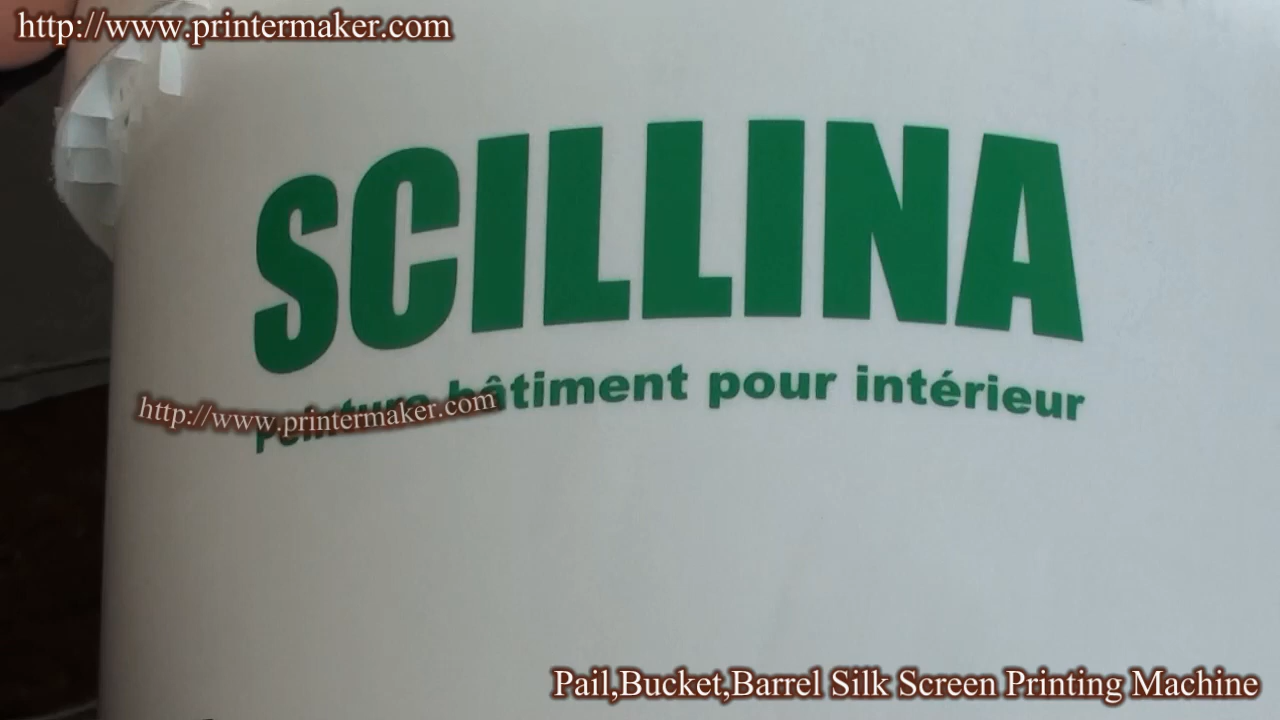 http://www.printermaker.com
SCILLINA
Peinture bâtiment pour intérieur
http://www.printermaker.com
Pail,Bucket,Barrel Silk Screen Printing Machine